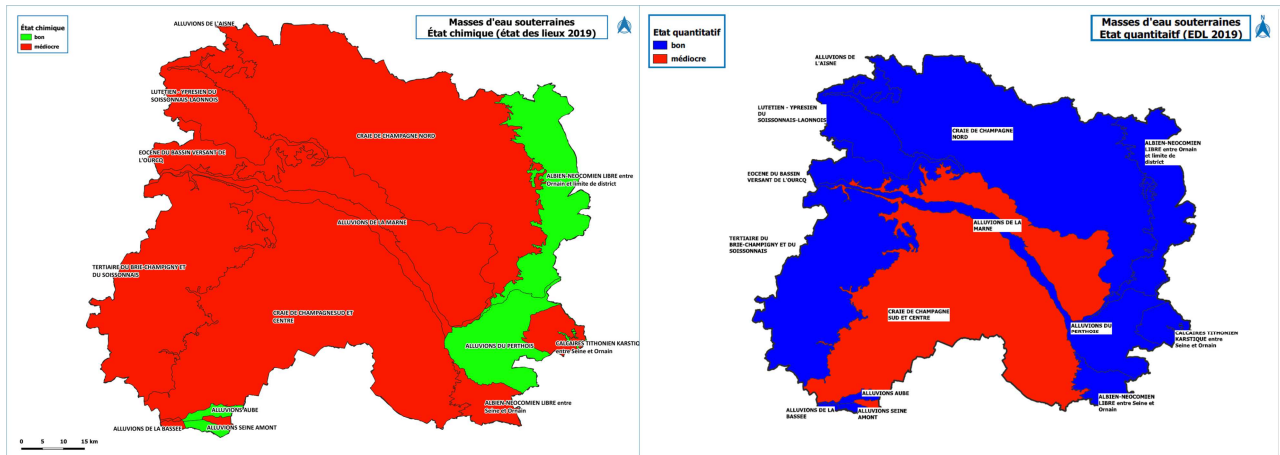 État chimique
bon
médiocre
Masses d'eau souterraines
État chimique (état des lieux 2019)
N
ALLUVIONS DE L'AISNE
LUTETIEN - YPRESIEN DU
SOISSONNAIS-LAONNOIS
CRAIE DE CHAMPAGNE NORD
EOCENE DU BASSIN VERSANT DE
L'OURCQ
ALBIEN-NEOCOMIEN LIBRE entre
Ornain et limite de district
ALLUVIONS DE LA MARNE
TERTIAIRE DU BRIE-CHAMPIGNY ET
DU SOISSONNAIS
CRAIE DE CHAMPAGNESUD ET
CENTRE
ALLUVIONS DU PERTHOIS
CALCAIRES TITHONIEN KARSTIQUE
entre Seine et Ornain
ALBIEN-NEOCOMIEN LIBRE entre
Seine et Ornain
ALLUVIONS AUBE
ALLUVIONS DE LA BASSEE
ALLUVIONS SEINE AMONT
0 5 10 15 km
Etat quantitatif
bon
médiocre
Masses d'eau souterraines
Etat quantitaitf (EDL 2019)
N
ALLUVIONS DE
L'AISNE
LUTETIEN - YPRESIEN
DU
SOISSONNAIS-LAONNOIS
CRAIE DE CHAMPAGNE
NORD
ALBIEN-NEOCOMIEN
LIBRE entre Ornain
et limite de
district
EOCENE DU BASSIN
VERSANT DE L'OURCQ
ALLUVIONS DE LA
MARNE
TERTIAIRE DU
BRIE-CHAMPIGNY ET DU
SOISSONNAIS
CRAIE DE CHAMPAGNE
SUD ET CENTRE
ALLUVIONS DU
PERTHOIS
CALCAIRES TITHONIEN
KARSTIQUE entre
Seine et Ornain
ALLUVIONS AUBE
ALBIEN-NEOCOMIEN
LIBRE entre Seine et
Ornain
ALLUVIONS DE LA
BASSEE
ALLUVIONS SEINE
AMONT